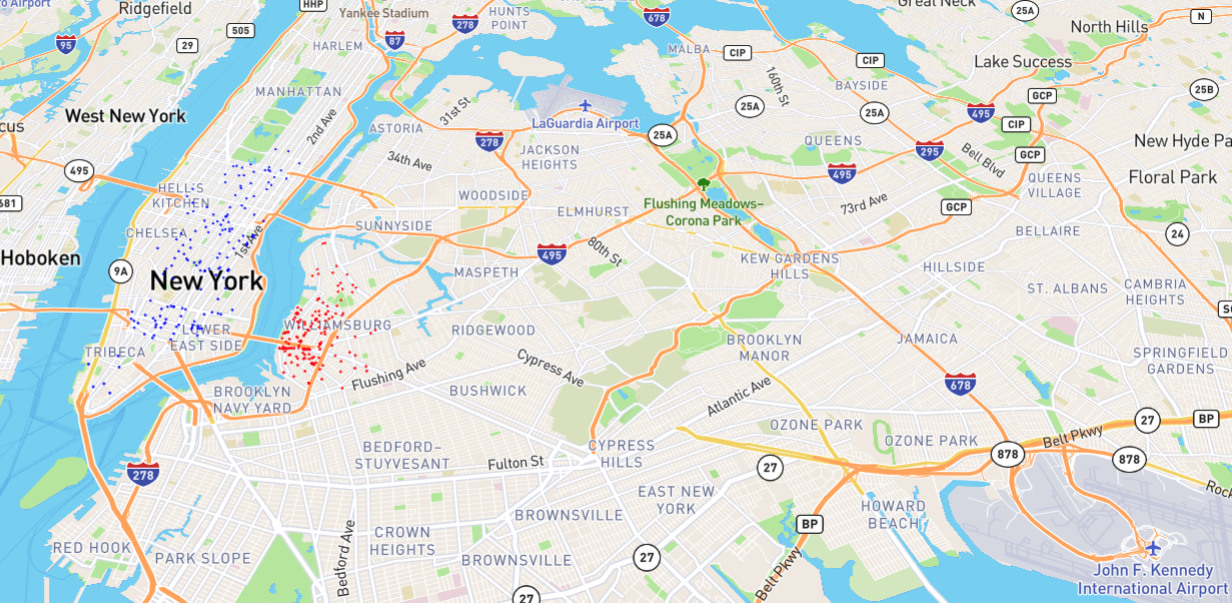 o Airport
Ridgefield
HHP
Yankee Stadium
278
HUNTS
POINT
678
Great Neck
25A
N
95
29
505
87
North Hills
HARLEM
MALBA
CIP
CIP
Lake Success
160th St
BAYSIDE
GCP
25B
MANHATTAN
31st St
25A
25A
495
West New York
2nd Ave
LaGuardia Airport
CIP
cus
ASTORIA
278
25A
QUEENS
295
New Hyde Pa
JACKSON
HEIGHTS
34th Ave
Bell Blvd
GCP
495
495
Floral Park
HELL'S
KITCHEN
WOODSIDE
QUEENS
VILLAGE
681
Flushing Meadows–
Corona Park
73rd Ave
GCP
ELMHURST
CHELSEA
SUNNYSIDE
BELLAIRE
24
1st Ave
80th St
Hoboken
495
KEW GARDENS
HILLS
9A
MASPETH
HILLSIDE
New York
ST. ALBANS
CAMBRIA
HEIGHTS
LOWER
EAST SIDE
WILLIAMSBURG
RIDGEWOOD
JAMAICA
TRIBECA
BROOKLYN
MANOR
SPRINGFIELD
GARDENS
Cypress Ave
Flushing Ave
678
BROOKLYN
NAVY YARD
BUSHWICK
Atlantic Ave
27
BP
OZONE PARK
OZONE PARK
Belt Pkwy
BEDFORD–
STUYVESANT
CYPRESS
HILLS
878
878
278
Fulton St
27
Rock
EAST NEW
YORK
HOWARD
BEACH
BROWNSVILLE
BP
CROWN
HEIGHTS
RED HOOK
PARK SLOPE
Bedford Ave
BROWNSVILLE
27
Belt Pkwy
John F. Kennedy
International Airport
27